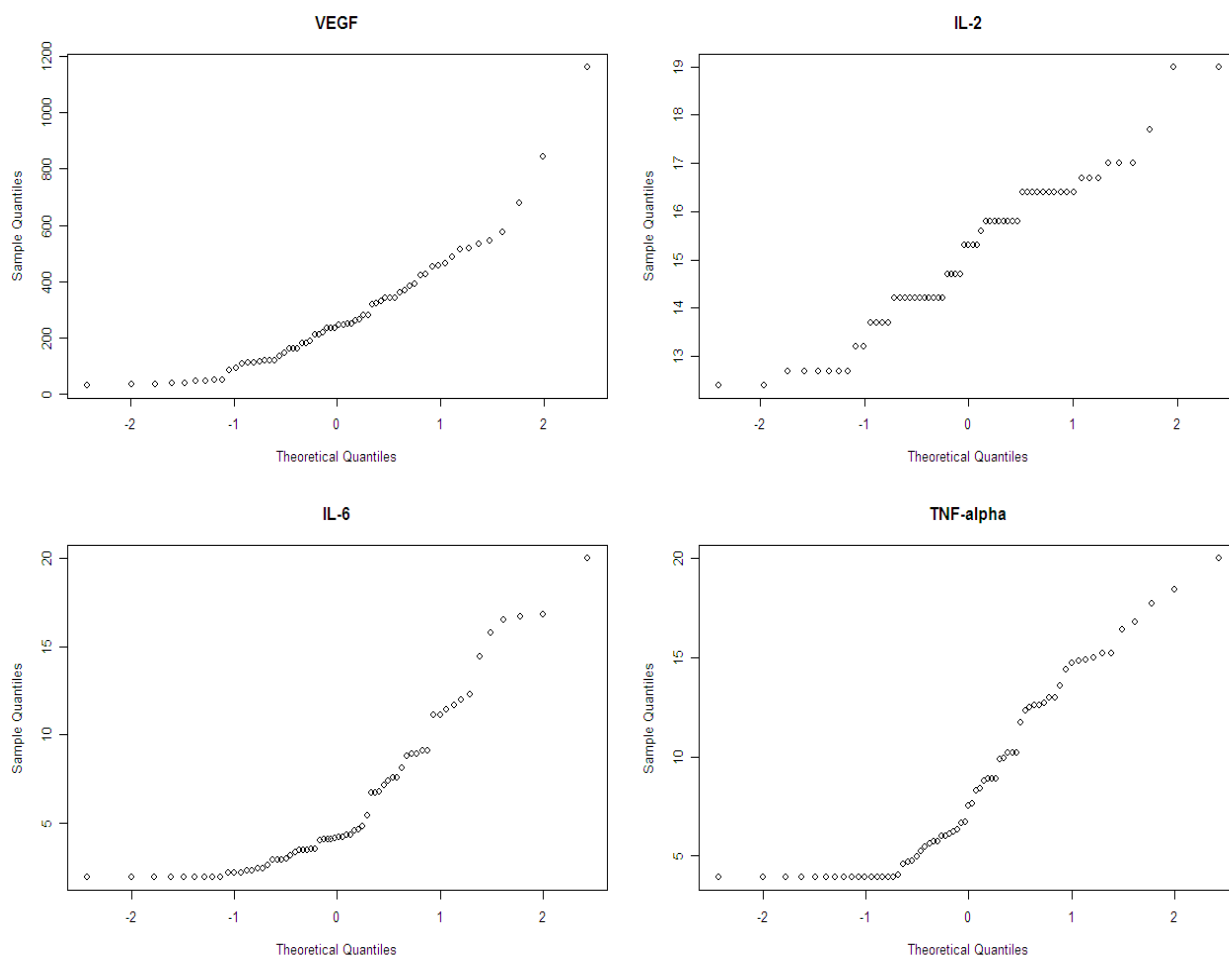 VEGF
1200
1000
800
600
400
200
0
Sample Quantiles
-2 -1 0 1 2
Theoretical Quantiles
IL-2
19
18
17
16
15
14
13
Sample Quantiles
-2 -1 0 1 2
Theoretical Quantiles
IL-6
20
15
10
5
Sample Quantiles
-2 -1 0 1 2
Theoretical Quantiles
TNF-alpha
20
15
10
5
Sample Quantiles
-2 -1 0 1 2
Theoretical Quantiles